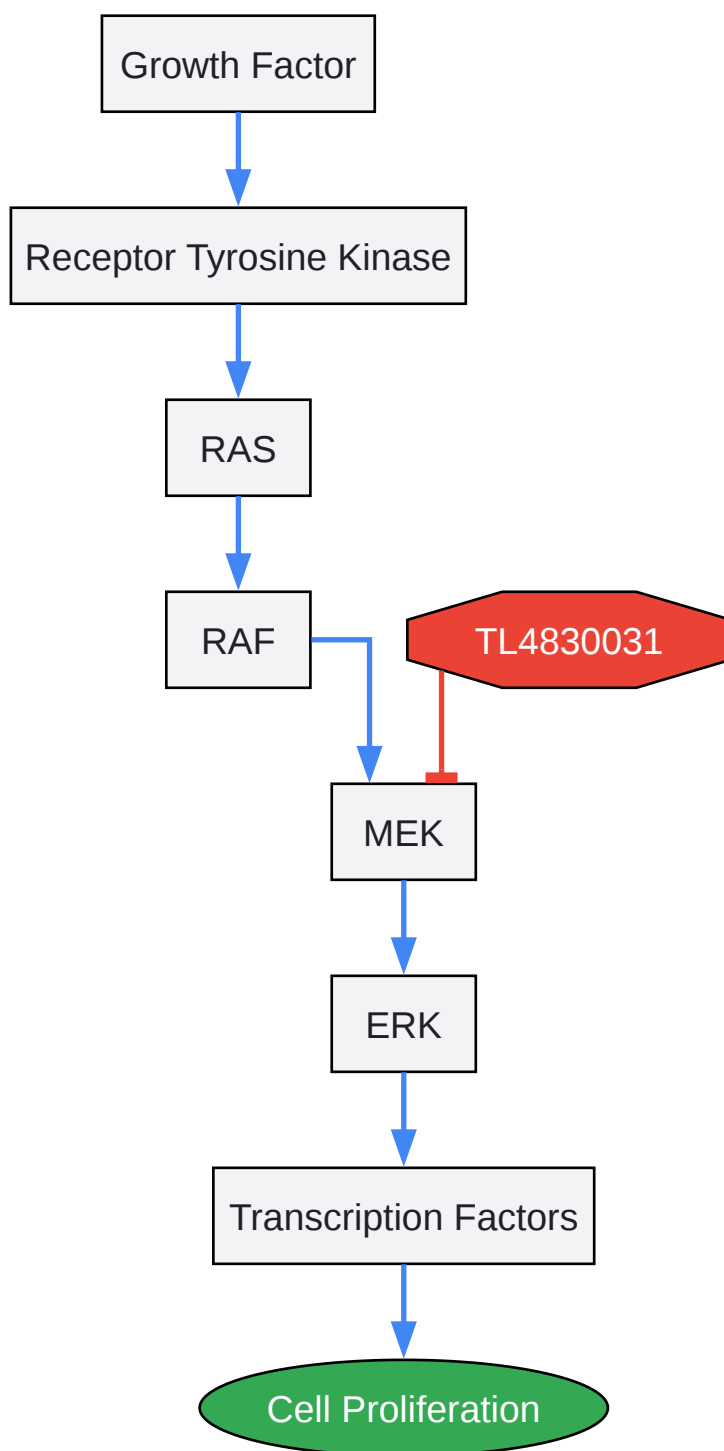 Growth Factor
Receptor Tyrosine Kinase
RAS
RAF
TL4830031
MEK
ERK
Transcription Factors
Cell Proliferation